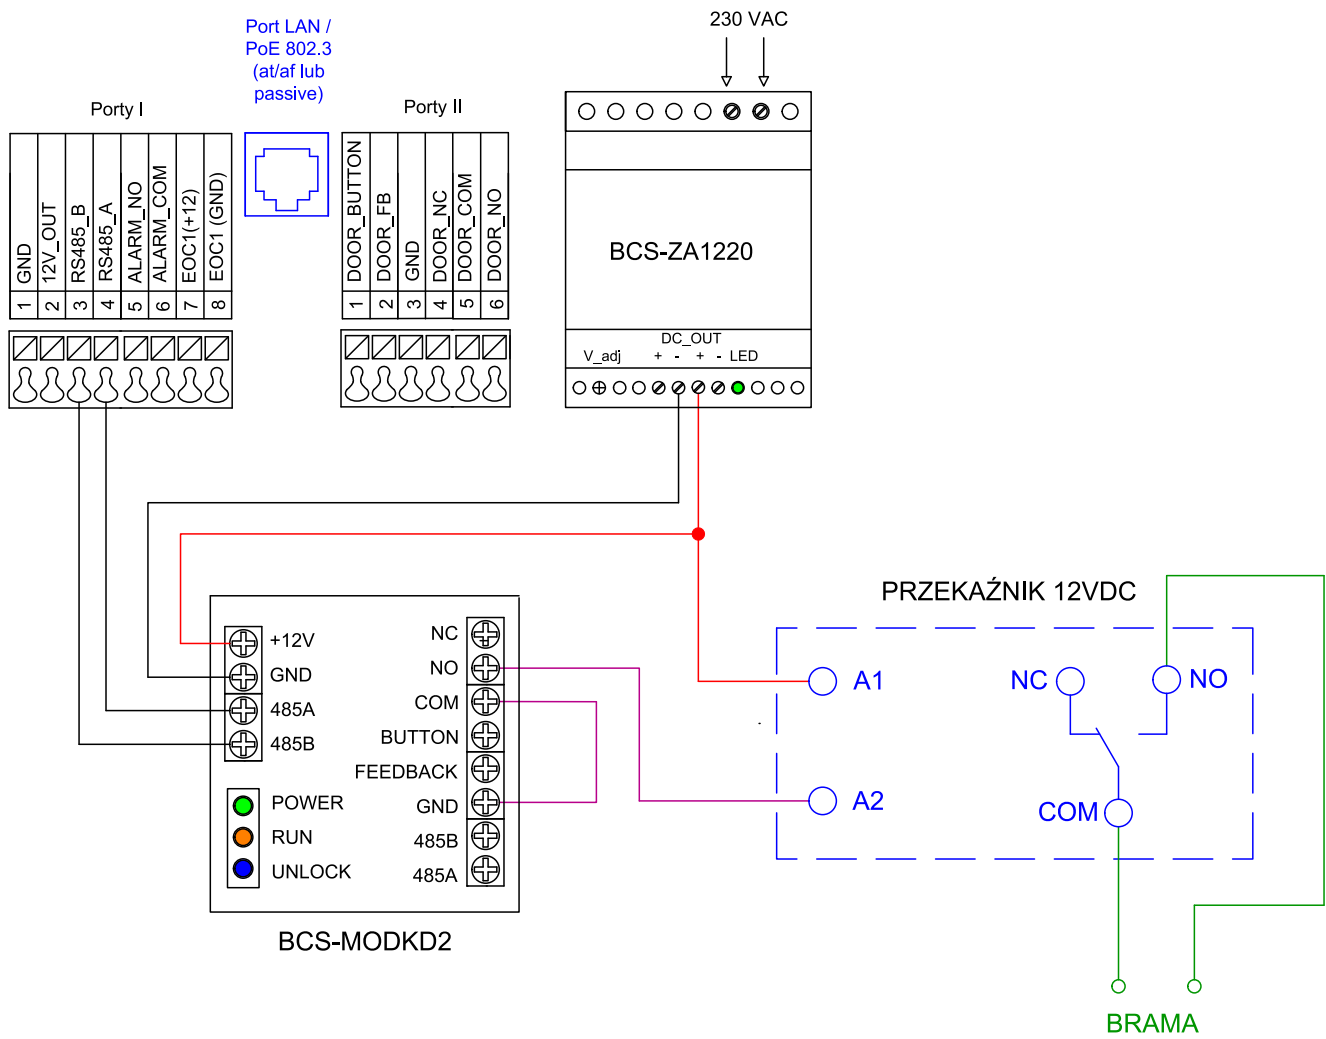 Port LAN /
PoE 802.3
(at/af lub
passive)
230 VAC
Porty I
Porty II
GND
12V_OUT
RS485_B
RS485_A
ALARM_NO
ALARM_COM
EOC1(+12)
EOC1 (GND)
1 2 3 4 5 6 7 8
DOOR_BUTTON
DOOR_FB
GND
DOOR_NC
DOOR_COM
DOOR_NO
1 2 3 4 5 6
BCS-ZA1220
DC_OUT
V_adj + - + - LED
PRZEKAŹNIK 12VDC
+12V
GND
485A
485B
POWER
RUN
UNLOCK
NC
NO
COM
BUTTON
FEEDBACK
GND
485B
485A
BCS-MODKD2
A1
A2
NC
NO
COM
BRAMA